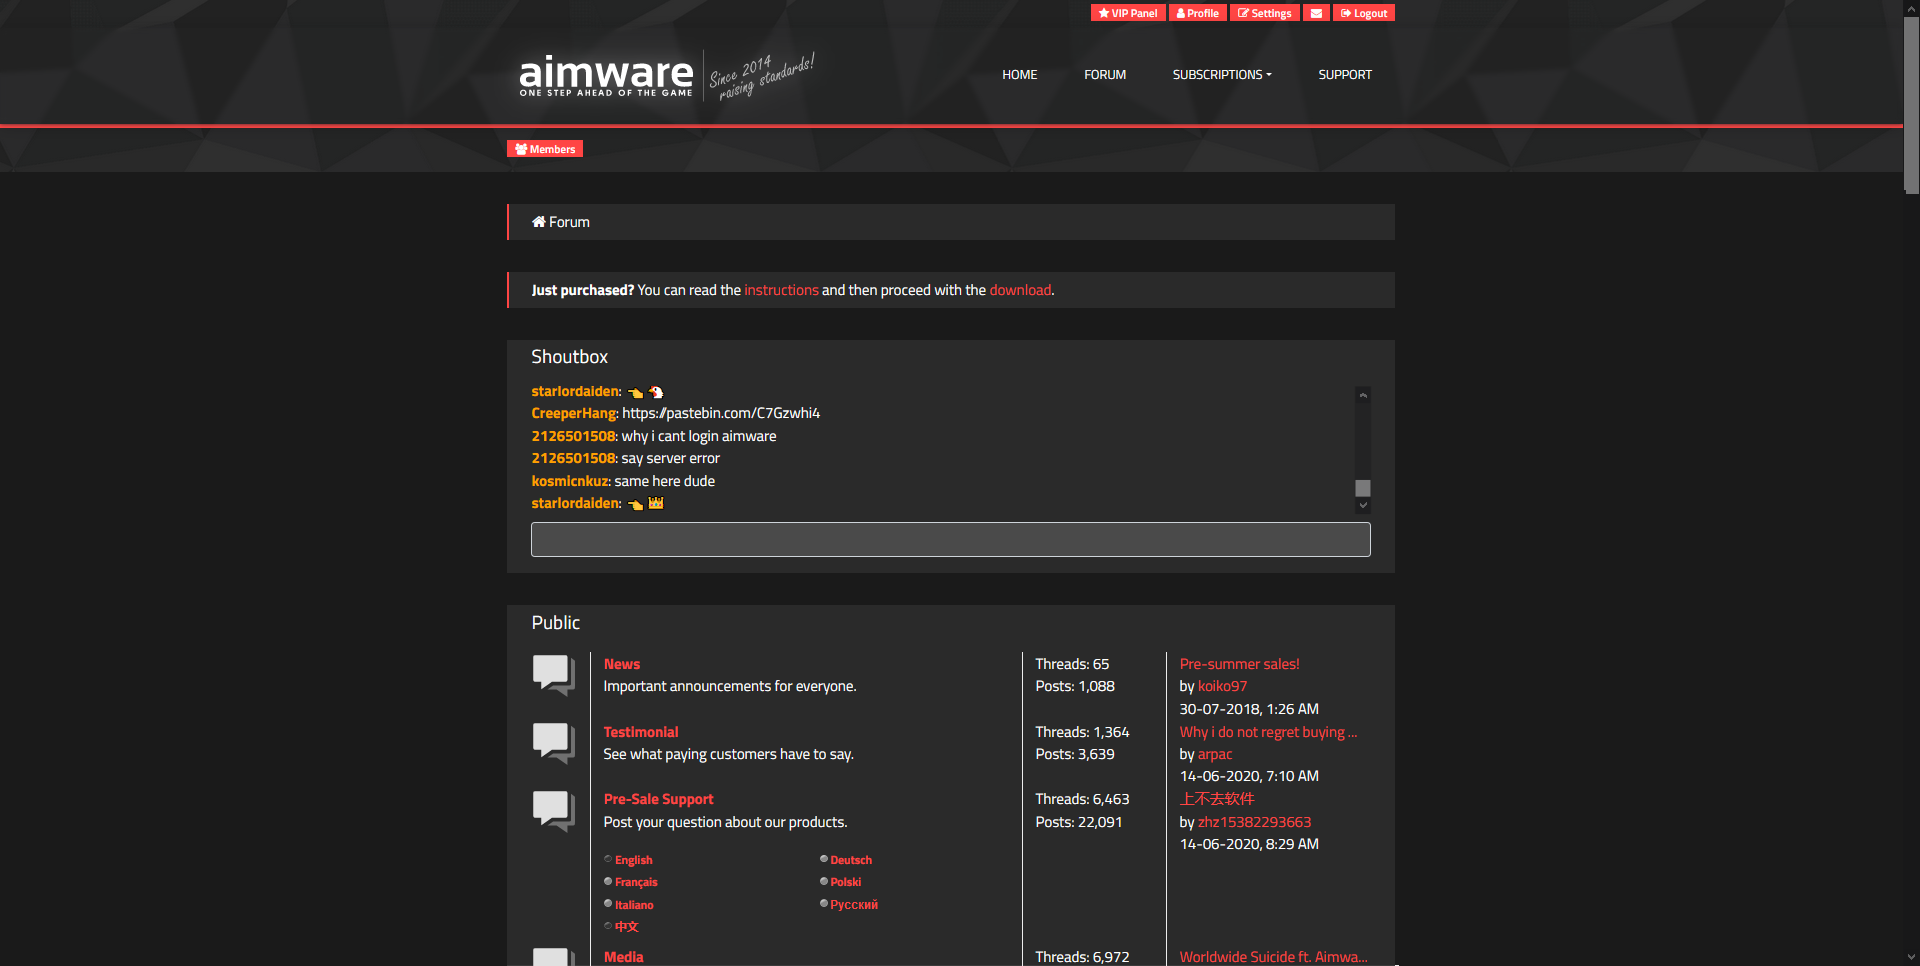 VIP Panel Profile Settings Logout
aimware
ONE STEP AHEAD OF THE GAME
Since 2014
raising standards!
HOME FORUM SUBSCRIPTIONS SUPPORT
Members
Forum
Just purchased? You can read the instructions and then proceed with the download.
Shoutbox
starlordaiden:
CreeperHang: https://pastebin.com/C7Gzwhi4
2126501508: why i cant login aimware
2126501508: say server error
kosmicnkuz: same here dude
starlordaiden:
Public
News
Important announcements for everyone.
Threads: 65
Posts: 1,088
Pre-summer sales!
by koiko97
30-07-2018, 1:26 AM
Testimonial
See what paying customers have to say.
Threads: 1,364
Posts: 3,639
Why i do not regret buying ...
by arpac
14-06-2020, 7:10 AM
Pre-Sale Support
Post your question about our products.
English Deutsch
Français Polski
Italiano Русский
中文
Threads: 6,463
Posts: 22,091
上不去软件
by zhz15382293663
14-06-2020, 8:29 AM
Media
Threads: 6,972
Worldwide Suicide ft. Aimwa...